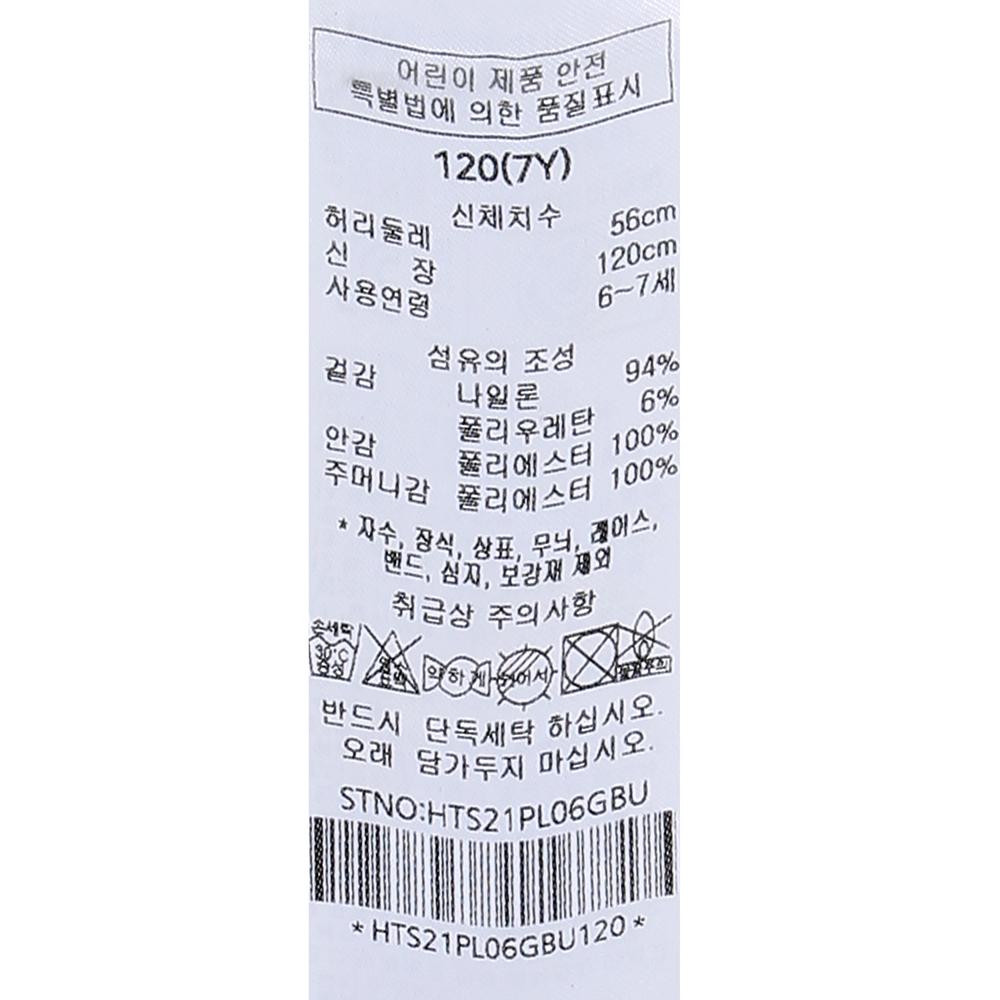 어린이 제품 안전
특별법에 의한 품질표시
120(7Y)
신체치수
허리둘레 56cm
신 장 120cm
사용연령 6~7세
섬유의 조성
겉감 나일론 94%
폴리우레탄 6%
안감 폴리에스터 100%
주머니감 폴리에스터 100%
* 자수, 장식, 상표, 무늬, 레이스,
밴드, 심지, 보강재 제외
취급상 주의사항
손세탁
30°C
중성
염소
표백
약하게
뉘어서
반드시 단독세탁 하십시오.
오래 담가두지 마십시오.
STNO:HTS21PL06GBU
*HTS21PL06GBU120*